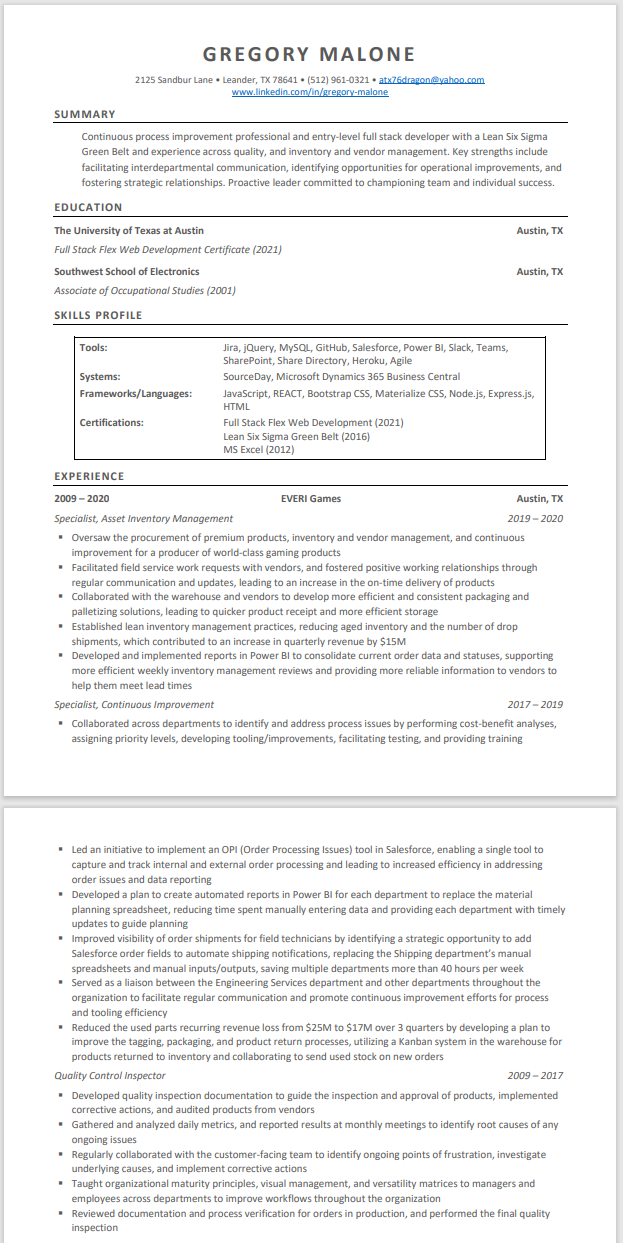 GREGORY MALONE
2125 Sandbur Lane • Leander, TX 78641 • (512) 961-0321 • atx76dragon@yahoo.com
www.linkedin.com/in/gregory-malone
SUMMARY
Continuous process improvement professional and entry-level full stack developer with a Lean Six Sigma
Green Belt and experience across quality, and inventory and vendor management. Key strengths include
facilitating interdepartmental communication, identifying opportunities for operational improvements, and
fostering strategic relationships. Proactive leader committed to championing team and individual success.
EDUCATION
The University of Texas at Austin Austin, TX
Full Stack Flex Web Development Certificate (2021)
Southwest School of Electronics Austin, TX
Associate of Occupational Studies (2001)
SKILLS PROFILE
Tools: Jira, jQuery, MySQL, GitHub, Salesforce, Power BI, Slack, Teams,
SharePoint, Share Directory, Heroku, Agile
Systems: SourceDay, Microsoft Dynamics 365 Business Central
Frameworks/Languages: JavaScript, REACT, Bootstrap CSS, Materialize CSS, Node.js, Express.js,
HTML
Certifications: Full Stack Flex Web Development (2021)
Lean Six Sigma Green Belt (2016)
MS Excel (2012)
EXPERIENCE
2009 – 2020 EVERI Games Austin, TX
Specialist, Asset Inventory Management 2019 – 2020
▪ Oversaw the procurement of premium products, inventory and vendor management, and continuous
improvement for a producer of world-class gaming products
▪ Facilitated field service work requests with vendors, and fostered positive working relationships through
regular communication and updates, leading to an increase in the on-time delivery of products
▪ Collaborated with the warehouse and vendors to develop more efficient and consistent packaging and
palletizing solutions, leading to quicker product receipt and more efficient storage
▪ Established lean inventory management practices, reducing aged inventory and the number of drop
shipments, which contributed to an increase in quarterly revenue by $15M
▪ Developed and implemented reports in Power BI to consolidate current order data and statuses, supporting
more efficient weekly inventory management reviews and providing more reliable information to vendors to
help them meet lead times
Specialist, Continuous Improvement 2017 – 2019
▪ Collaborated across departments to identify and address process issues by performing cost-benefit analyses,
assigning priority levels, developing tooling/improvements, facilitating testing, and providing training
▪ Led an initiative to implement an OPI (Order Processing Issues) tool in Salesforce, enabling a single tool to
capture and track internal and external order processing and leading to increased efficiency in addressing
order issues and data reporting
▪ Developed a plan to create automated reports in Power BI for each department to replace the material
planning spreadsheet, reducing time spent manually entering data and providing each department with timely
updates to guide planning
▪ Improved visibility of order shipments for field technicians by identifying a strategic opportunity to add
Salesforce order fields to automate shipping notifications, replacing the Shipping department's manual
spreadsheets and manual inputs/outputs, saving multiple departments more than 40 hours per week
▪ Served as a liaison between the Engineering Services department and other departments throughout the
organization to facilitate regular communication and promote continuous improvement efforts for process
and tooling efficiency
▪ Reduced the used parts recurring revenue loss from $25M to $17M over 3 quarters by developing a plan to
improve the tagging, packaging, and product return processes, utilizing a Kanban system in the warehouse for
products returned to inventory and collaborating to send used stock on new orders
Quality Control Inspector 2009 – 2017
▪ Developed quality inspection documentation to guide the inspection and approval of products, implemented
corrective actions, and audited products from vendors
▪ Gathered and analyzed daily metrics, and reported results at monthly meetings to identify root causes of any
ongoing issues
▪ Regularly collaborated with the customer-facing team to identify ongoing points of frustration, investigate
underlying causes, and implement corrective actions
▪ Taught organizational maturity principles, visual management, and versatility matrices to managers and
employees across departments to improve workflows throughout the organization
▪ Reviewed documentation and process verification for orders in production, and performed the final quality
inspection